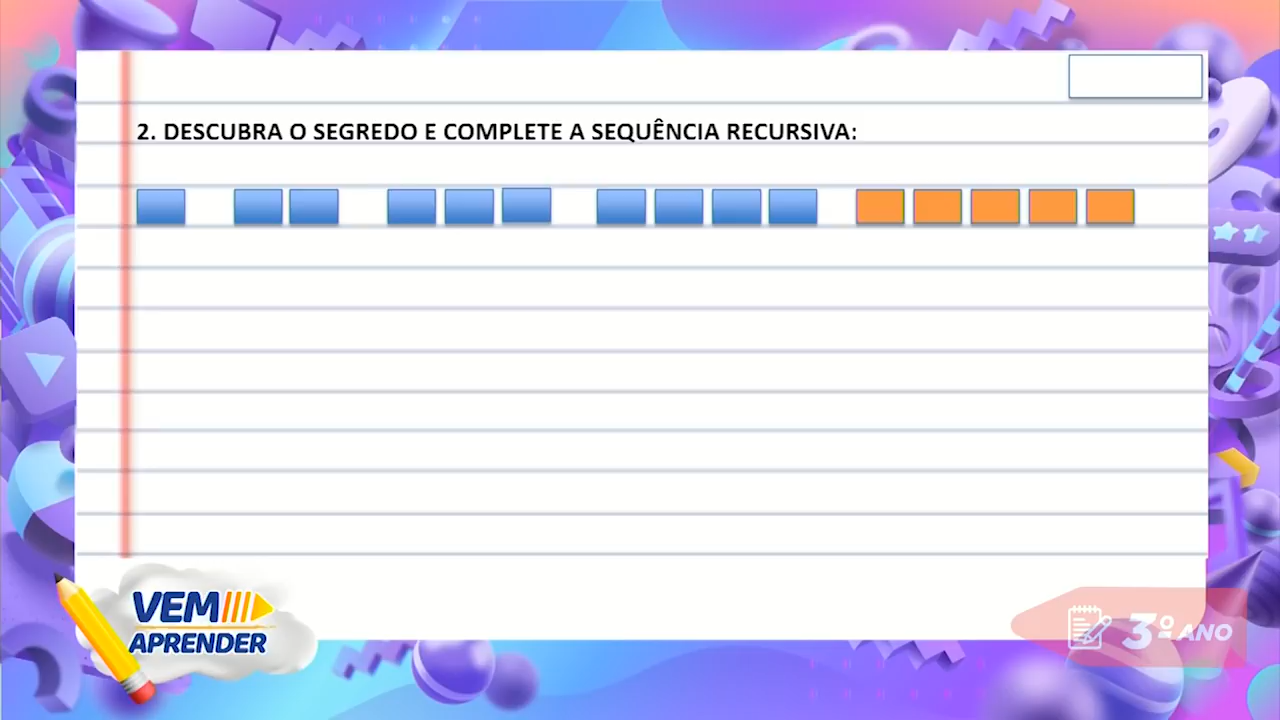 2. DESCUBRA O SEGREDO E COMPLETE A SEQUÊNCIA RECURSIVA:
VEM
APRENDER
3º ANO